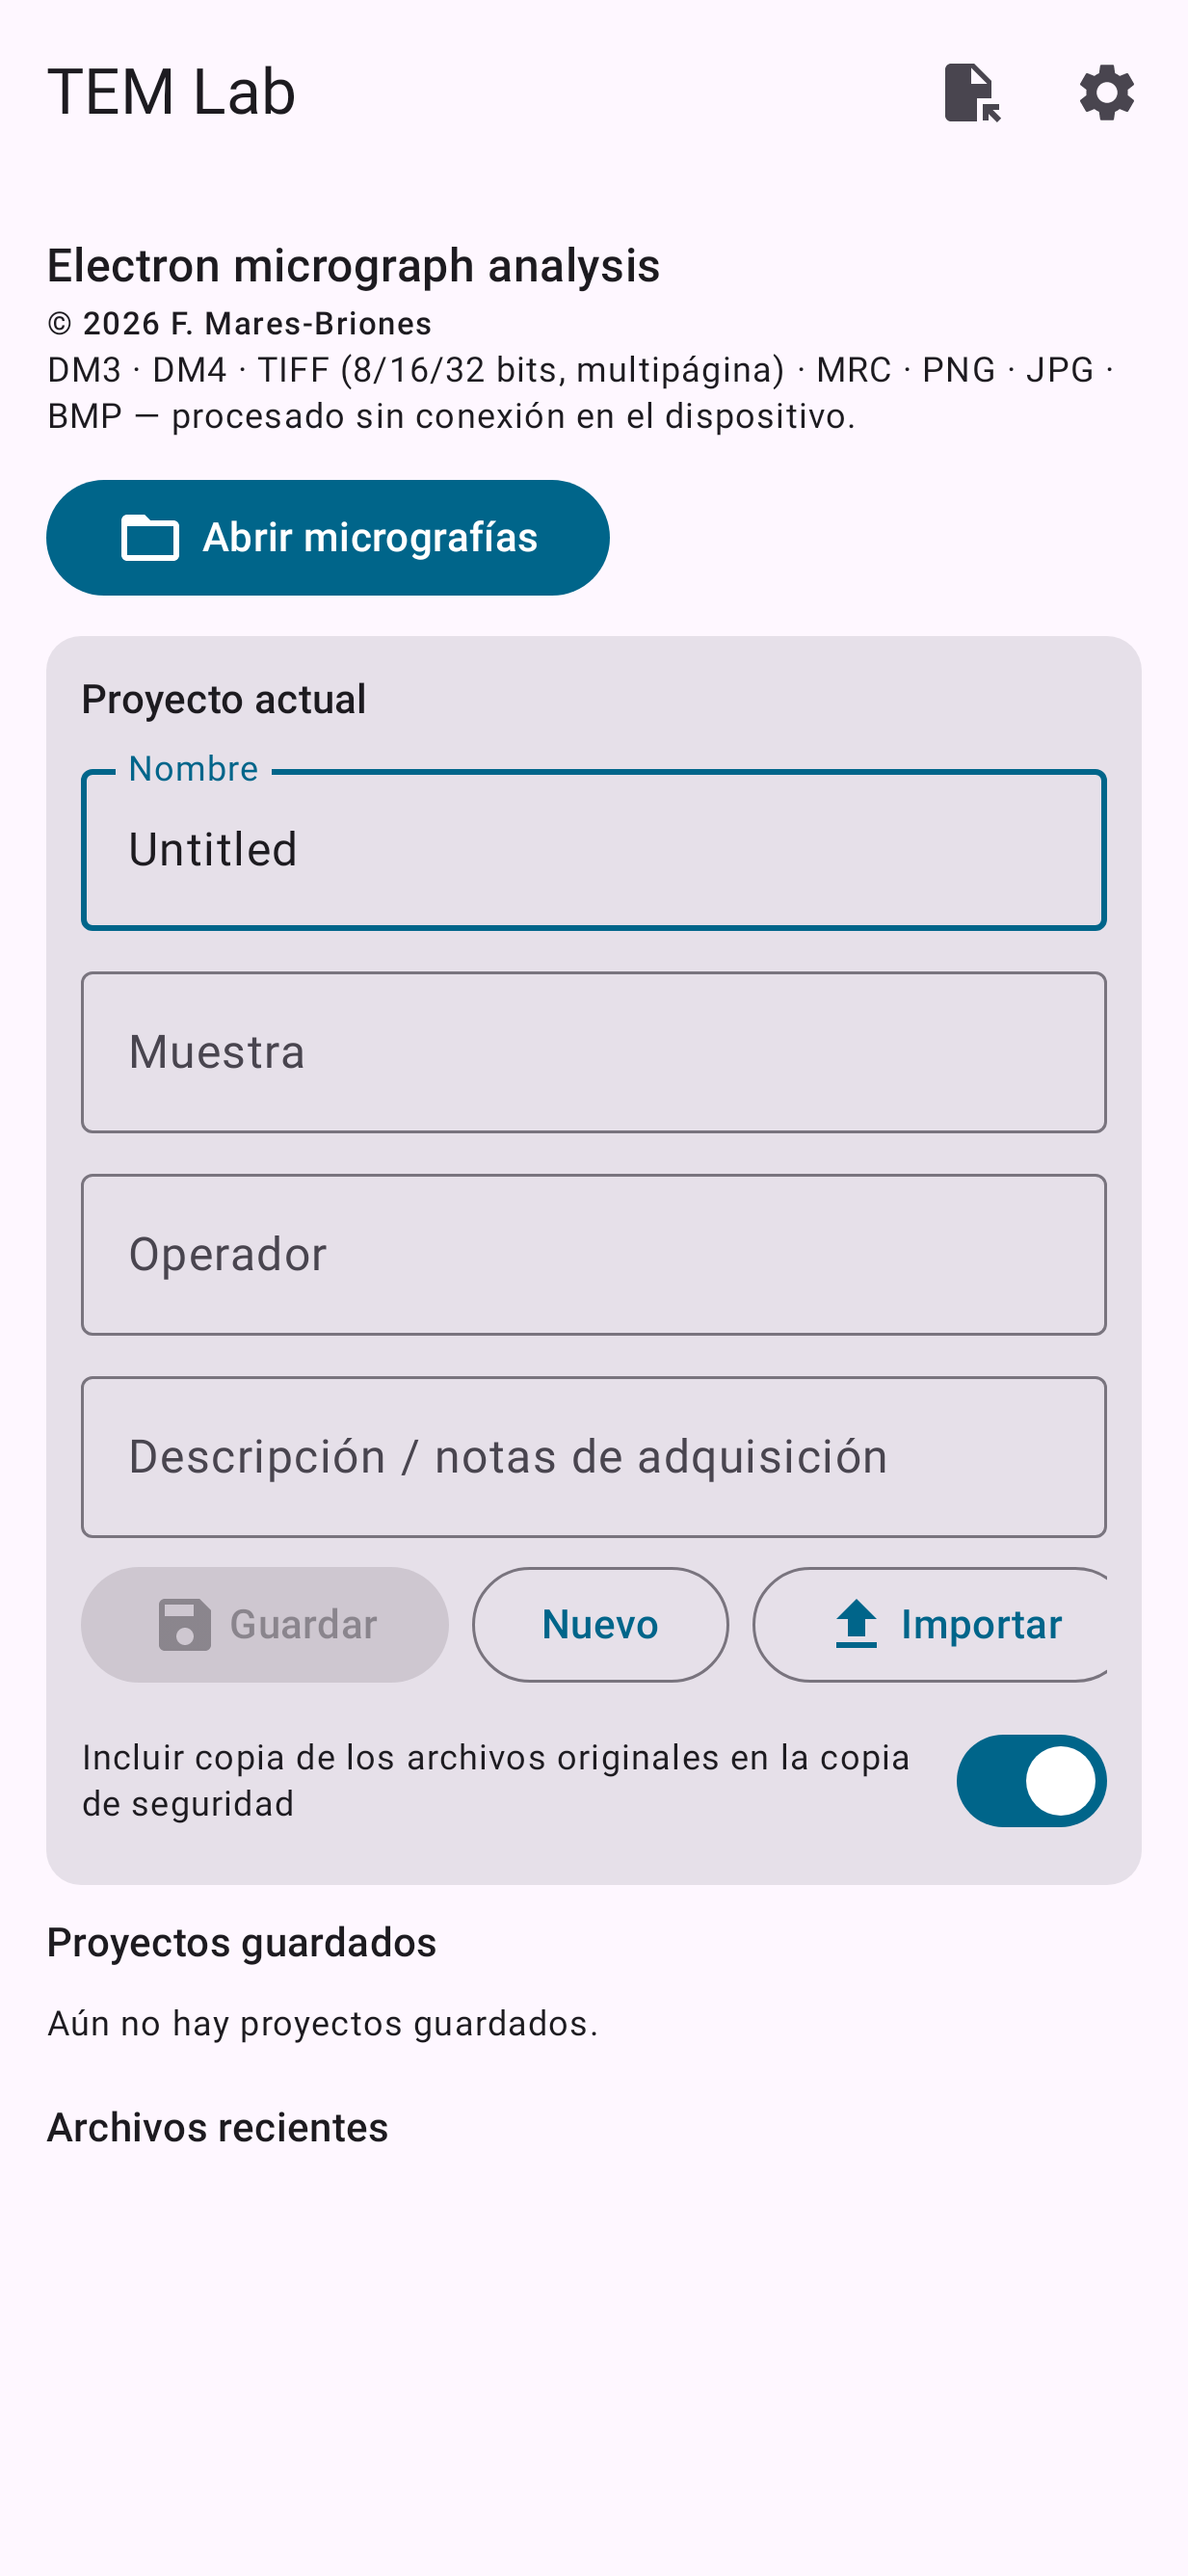 TEM Lab
Electron micrograph analysis
© 2026 F. Mares-Briones
DM3 · DM4 · TIFF (8/16/32 bits, multipágina) · MRC · PNG · JPG ·
BMP — procesado sin conexión en el dispositivo.
Abrir micrografías
Proyecto actual
Nombre
Untitled
Muestra
Operador
Descripción / notas de adquisición
Guardar
Nuevo
Importar
Incluir copia de los archivos originales en la copia
de seguridad
Proyectos guardados
Aún no hay proyectos guardados.
Archivos recientes